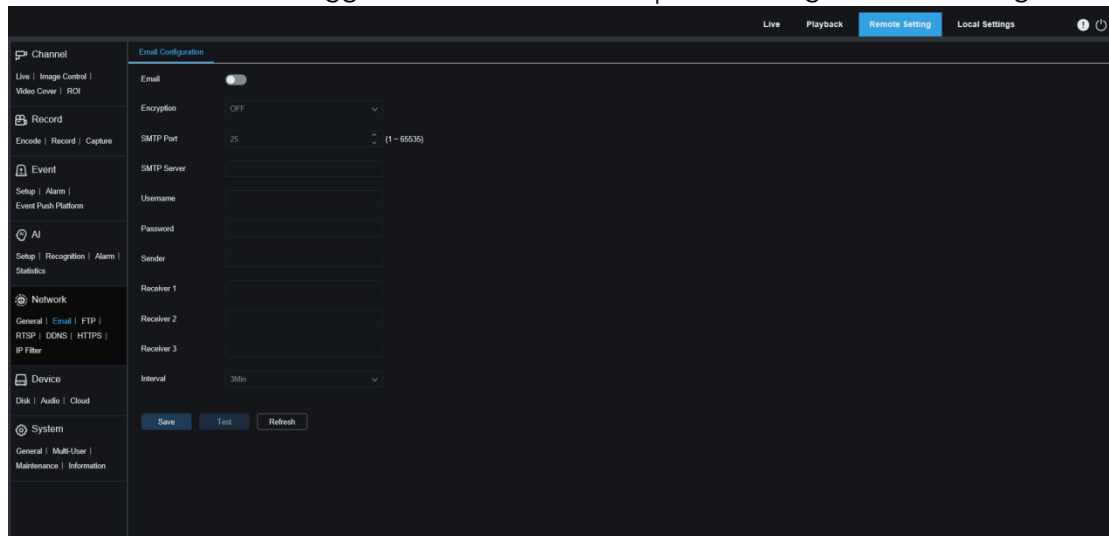 Live Playback Remote Setting Local Settings
Channel
Live | Image Control |
Video Cover | ROI
Record
Encode | Record | Capture
Event
Setup | Alarm |
Event Push Platform
AI
Setup | Recognition | Alarm |
Statistics
Network
General | Email | FTP |
RTSP | DDNS | HTTPS |
IP Filter
Device
Disk | Audio | Cloud
System
General | Multi-User |
Maintenance | Information
Email Configuration
Email
Encryption OFF
SMTP Port 25 (1 ~ 65535)
SMTP Server
Username
Password
Sender
Receiver 1
Receiver 2
Receiver 3
Interval 3Min
Save Test Refresh